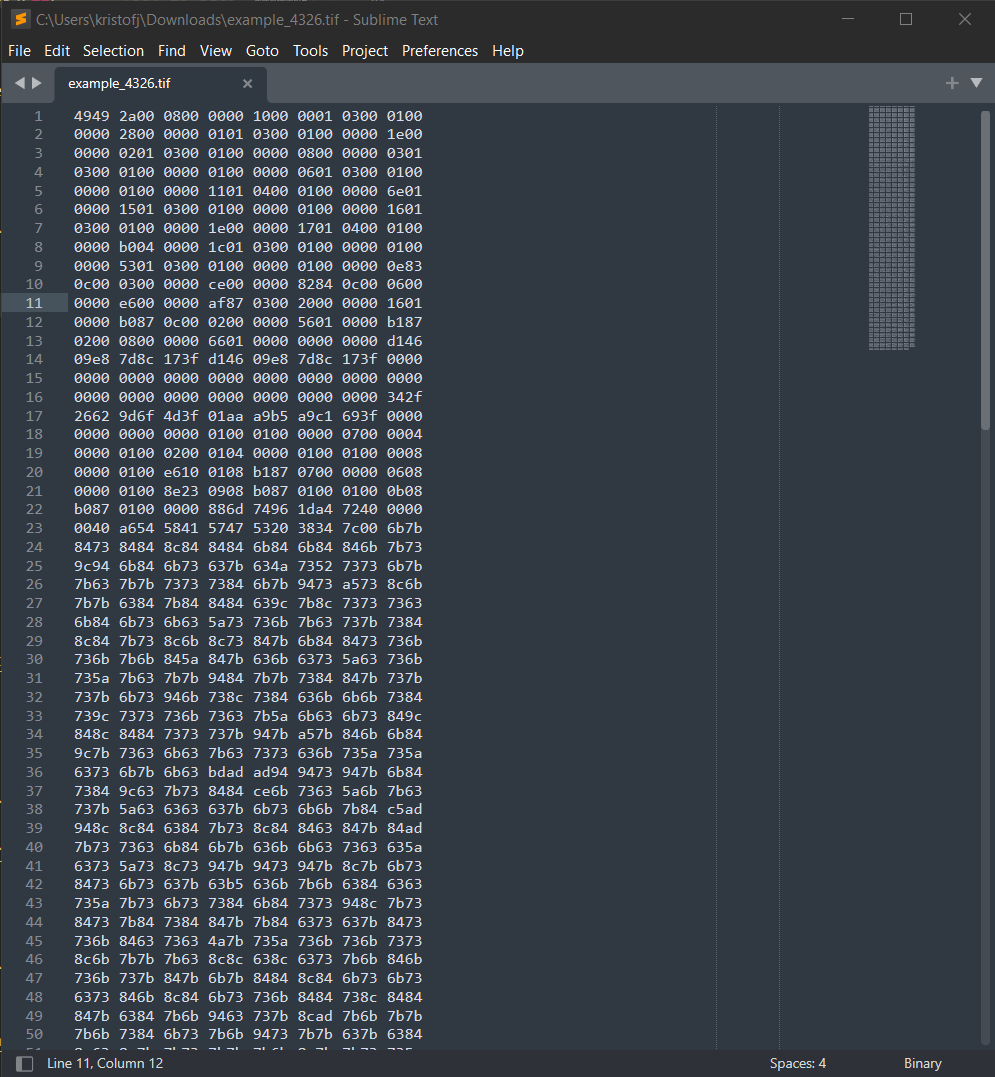 C:\Users\kristofj\Downloads\example_4326.tif - Sublime Text
File Edit Selection Find View Goto Tools Project Preferences Help
example_4326.tif
1 4949 2a00 0800 0000 1000 0001 0300 0100
2 0000 2800 0000 0101 0300 0100 0000 1e00
3 0000 0201 0300 0100 0000 0800 0000 0301
4 0300 0100 0000 0100 0000 0601 0300 0100
5 0000 0100 0000 1101 0400 0100 0000 6e01
6 0000 1501 0300 0100 0000 0100 0000 1601
7 0300 0100 0000 1e00 0000 1701 0400 0100
8 0000 b004 0000 1c01 0300 0100 0000 0100
9 0000 5301 0300 0100 0000 0100 0000 0e83
10 0c00 0300 0000 ce00 0000 8284 0c00 0600
11 0000 e600 0000 af87 0300 2000 0000 1601
12 0000 b087 0c00 0200 0000 5601 0000 b187
13 0200 0800 0000 6601 0000 0000 0000 d146
14 09e8 7d8c 173f d146 09e8 7d8c 173f 0000
15 0000 0000 0000 0000 0000 0000 0000 0000
16 0000 0000 0000 0000 0000 0000 0000 342f
17 2662 9d6f 4d3f 01aa a9b5 a9c1 693f 0000
18 0000 0000 0000 0100 0100 0000 0700 0004
19 0000 0100 0200 0104 0000 0100 0100 0008
20 0000 0100 e610 0108 b187 0700 0000 0608
21 0000 0100 8e23 0908 b087 0100 0100 0b08
22 b087 0100 0000 886d 7496 1da4 7240 0000
23 0040 a654 5841 5747 5320 3834 7c00 6b7b
24 8473 8484 8c84 8484 6b84 6b84 846b 7b73
25 9c94 6b84 6b73 637b 634a 7352 7373 6b7b
26 7b63 7b7b 7373 7384 6b7b 9473 a573 8c6b
27 7b7b 6384 7b84 8484 639c 7b8c 7373 7363
28 6b84 6b73 6b63 5a73 736b 7b63 737b 7384
29 8c84 7b73 8c6b 8c73 847b 6b84 8473 736b
30 736b 7b6b 845a 847b 636b 6373 5a63 736b
31 735a 7b63 7b7b 9484 7b7b 7384 847b 737b
32 737b 6b73 946b 738c 7384 636b 6b6b 7384
33 739c 7373 736b 7363 7b5a 6b63 6b73 849c
34 848c 8484 7373 737b 947b a57b 846b 6b84
35 9c7b 7363 6b63 7b63 7373 636b 735a 735a
36 6373 6b7b 6b63 bdad ad94 9473 947b 6b84
37 7384 9c63 7b73 8484 ce6b 7363 5a6b 7b63
38 737b 5a63 6363 637b 6b73 6b6b 7b84 c5ad
39 948c 8c84 6384 7b73 8c84 8463 847b 84ad
40 7b73 7363 6b84 6b7b 636b 6b63 7363 635a
41 6373 5a73 8c73 947b 9473 947b 8c7b 6b73
42 8473 6b73 637b 63b5 636b 7b6b 6384 6363
43 735a 7b73 6b73 7384 6b84 7373 948c 7b73
44 8473 7b84 7384 847b 7b84 6373 637b 8473
45 736b 8463 7363 4a7b 735a 736b 736b 7373
46 8c6b 7b7b 7b63 8c8c 638c 6373 7b6b 846b
47 736b 737b 847b 6b7b 8484 8c84 6b73 6b73
48 6373 846b 8c84 6b73 736b 8484 738c 8484
49 847b 6384 7b6b 9463 737b 8cad 7b6b 7b7b
50 7b6b 7384 6b73 7b6b 9473 7b7b 637b 6384
Line 11, Column 12
Spaces: 4
Binary